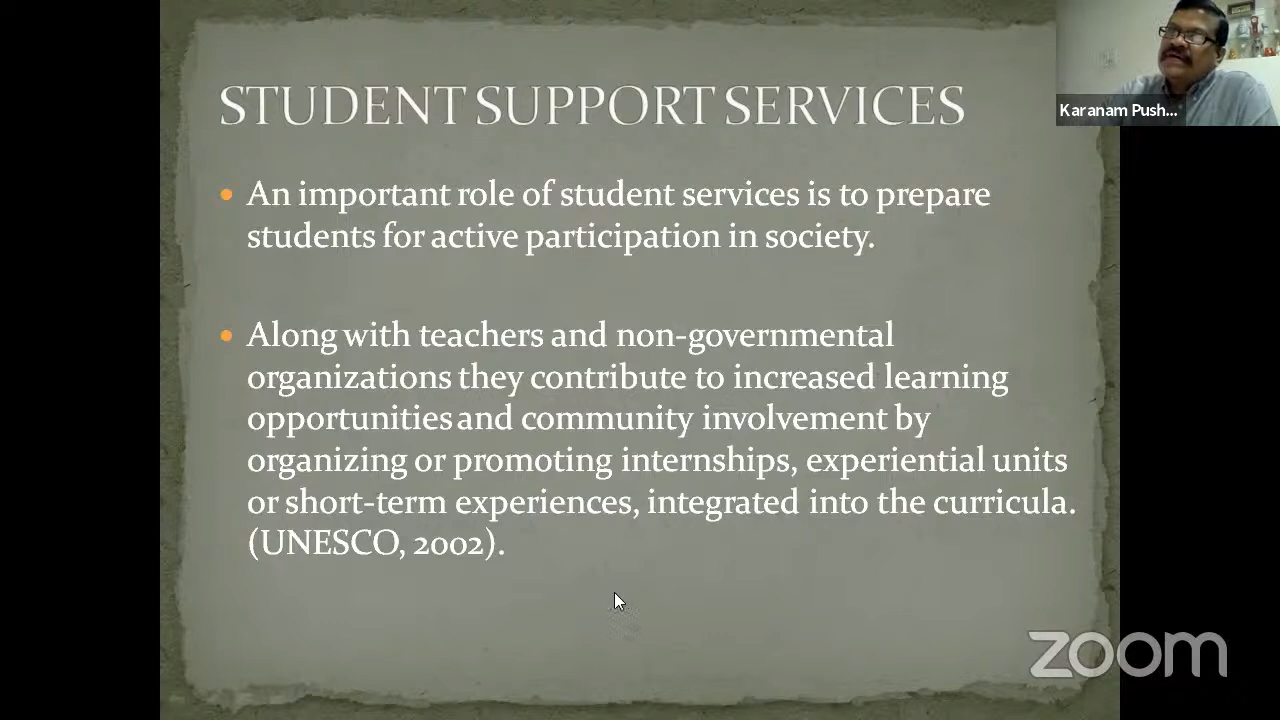 STUDENT SUPPORT SERVICES
Karanam Push...
• An important role of student services is to prepare
students for active participation in society.
• Along with teachers and non-governmental
organizations they contribute to increased learning
opportunities and community involvement by
organizing or promoting internships, experiential units
or short-term experiences, integrated into the curricula.
(UNESCO, 2002).
zoom